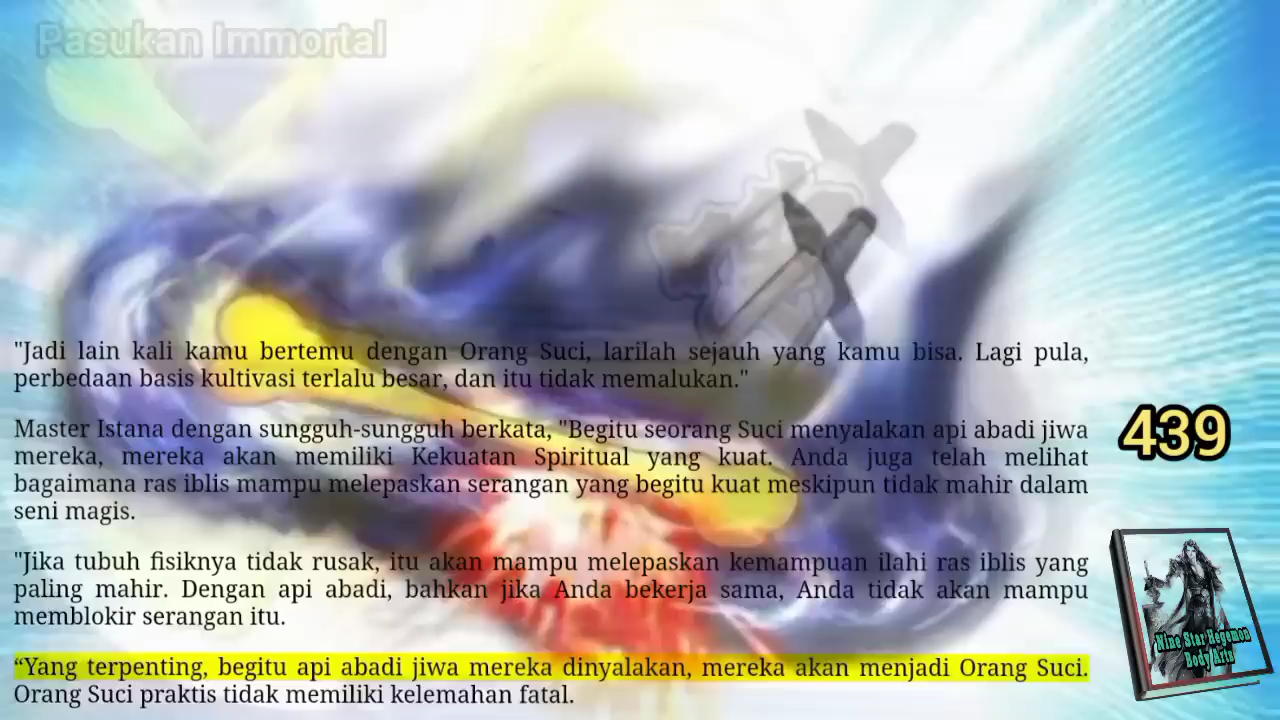 Pasukan Immortal
"Jadi lain kali kamu bertemu dengan Orang Suci, larilah sejauh yang kamu bisa. Lagi pula,
perbedaan basis kultivasi terlalu besar, dan itu tidak memalukan."
Master Istana dengan sungguh-sungguh berkata, "Begitu seorang Suci menyalakan api abadi jiwa
mereka, mereka akan memiliki Kekuatan Spiritual yang kuat. Anda juga telah melihat
bagaimana ras iblis mampu melepaskan serangan yang begitu kuat meskipun tidak mahir dalam
seni magis.
"Jika tubuh fisiknya tidak rusak, itu akan mampu melepaskan kemampuan ilahi ras iblis yang
paling mahir. Dengan api abadi, bahkan jika Anda bekerja sama, Anda tidak akan mampu
memblokir serangan itu.
“Yang terpenting, begitu api abadi jiwa mereka dinyalakan, mereka akan menjadi Orang Suci.
Orang Suci praktis tidak memiliki kelemahan fatal.
439
Nine Star Hegemon
Body Arts